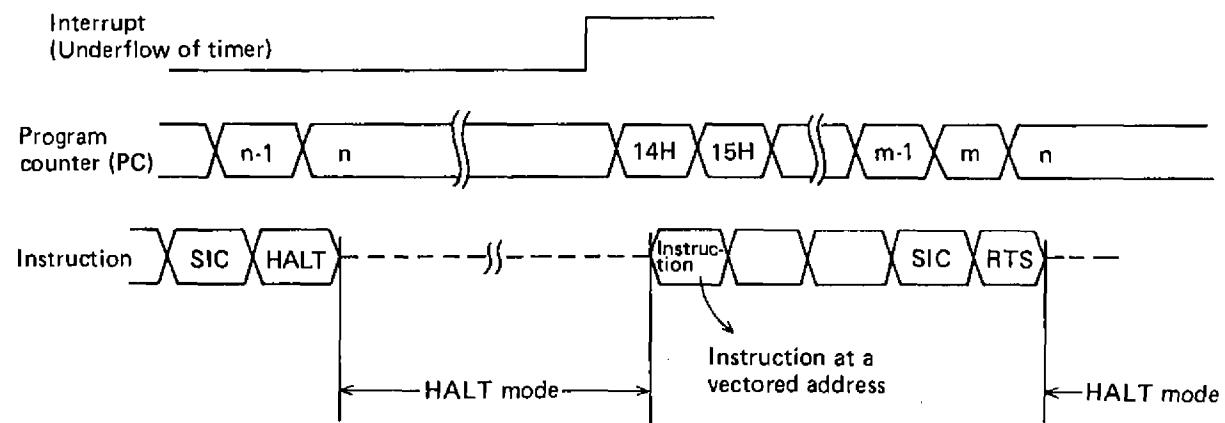 Interrupt
(Underflow of timer)
Program
counter (PC)
n-1 n 14H 15H m-1 m n
Instruction SIC HALT Instruc-
tion SIC RTS
Instruction at a
vectored address
HALT mode HALT mode